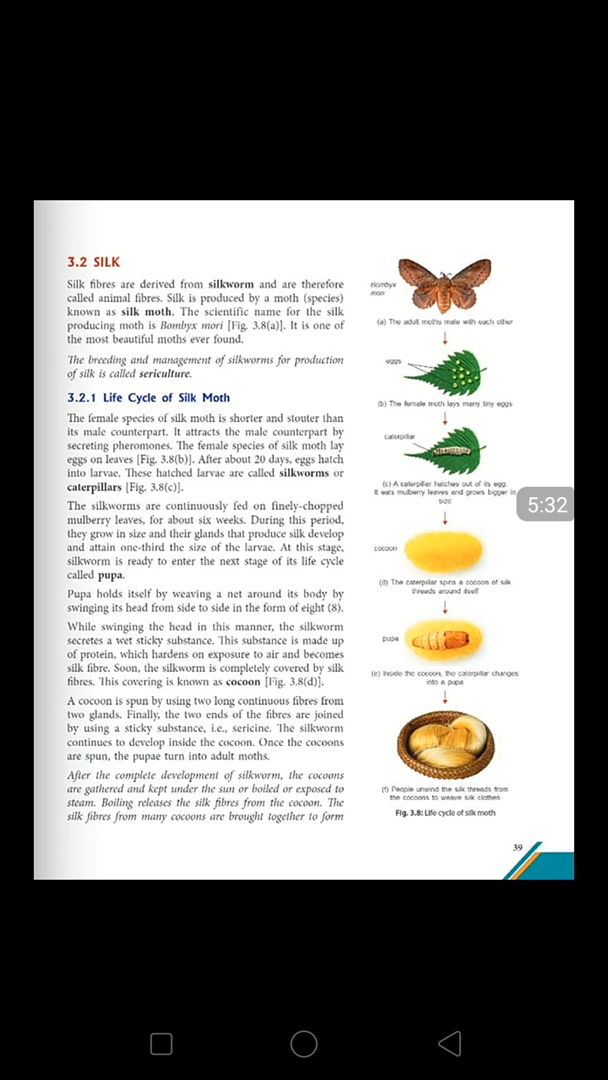 3.2 SILK
Silk fibres are derived from silkworm and are therefore
called animal fibres. Silk is produced by a moth (species)
known as silk moth. The scientific name for the silk
producing moth is Bombyx mori [Fig. 3.8(a)]. It is one of
the most beautiful moths ever found.
The breeding and management of silkworms for production
of silk is called sericulture.
3.2.1 Life Cycle of Silk Moth
The female species of silk moth is shorter and stouter than
its male counterpart. It attracts the male counterpart by
secreting pheromones. The female species of silk moth lay
eggs on leaves [Fig. 3.8(b)]. After about 20 days, eggs hatch
into larvae. These hatched larvae are called silkworms or
caterpillars [Fig. 3.8(c)].
The silkworms are continuously fed on finely-chopped
mulberry leaves, for about six weeks. During this period,
they grow in size and their glands that produce silk develop
and attain one-third the size of the larvae. At this stage,
silkworm is ready to enter the next stage of its life cycle
called pupa.
Pupa holds itself by weaving a net around its body by
swinging its head from side to side in the form of eight (8).
While swinging the head in this manner, the silkworm
secretes a wet sticky substance. This substance is made up
of protein, which hardens on exposure to air and becomes
silk fibre. Soon, the silkworm is completely covered by silk
fibres. This covering is known as cocoon [Fig. 3.8(d)].
A cocoon is spun by using two long continuous fibres from
two glands. Finally, the two ends of the fibres are joined
by using a sticky substance, i.e., sericine. The silkworm
continues to develop inside the cocoon. Once the cocoons
are spun, the pupae turn into adult moths.
After the complete development of silkworm, the cocoons
are gathered and kept under the sun or boiled or exposed to
steam. Boiling releases the silk fibres from the cocoon. The
silk fibres from many cocoons are brought together to form
Bombyx
mori
(a) The adult moths mate with each other
eggs
(b) The female moth lays many tiny eggs
caterpillar
(c) A caterpillar hatches out of its egg.
It eats mulberry leaves and grows bigger in
size
5:32
cocoon
(d) The caterpillar spins a cocoon of silk
threads around itself
pupa
(e) Inside the cocoon, the caterpillar changes
into a pupa
(f) People unwind the silk threads from
the cocoons to weave silk clothes
Fig. 3.8: Life cycle of silk moth
39